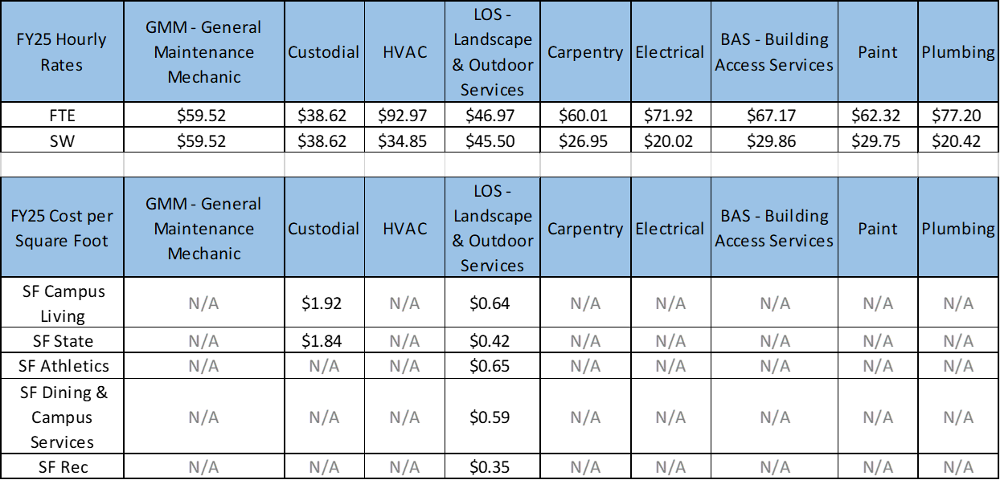 FY25 Hourly Rates | GMM - General Maintenance Mechanic | Custodial | HVAC | LOS - Landscape & Outdoor Services | Carpentry | Electrical | BAS - Building Access Services | Paint | Plumbing
FTE | $59.52 | $38.62 | $92.97 | $46.97 | $60.01 | $71.92 | $67.17 | $62.32 | $77.20
SW | $59.52 | $38.62 | $34.85 | $45.50 | $26.95 | $20.02 | $29.86 | $29.75 | $20.42
FY25 Cost per Square Foot | GMM - General Maintenance Mechanic | Custodial | HVAC | LOS - Landscape & Outdoor Services | Carpentry | Electrical | BAS - Building Access Services | Paint | Plumbing
SF Campus Living | N/A | $1.92 | N/A | $0.64 | N/A | N/A | N/A | N/A | N/A
SF State | N/A | $1.84 | N/A | $0.42 | N/A | N/A | N/A | N/A | N/A
SF Athletics | N/A | N/A | N/A | $0.65 | N/A | N/A | N/A | N/A | N/A
SF Dining & Campus Services | N/A | N/A | N/A | $0.59 | N/A | N/A | N/A | N/A | N/A
SF Rec | N/A | N/A | N/A | $0.35 | N/A | N/A | N/A | N/A | N/A